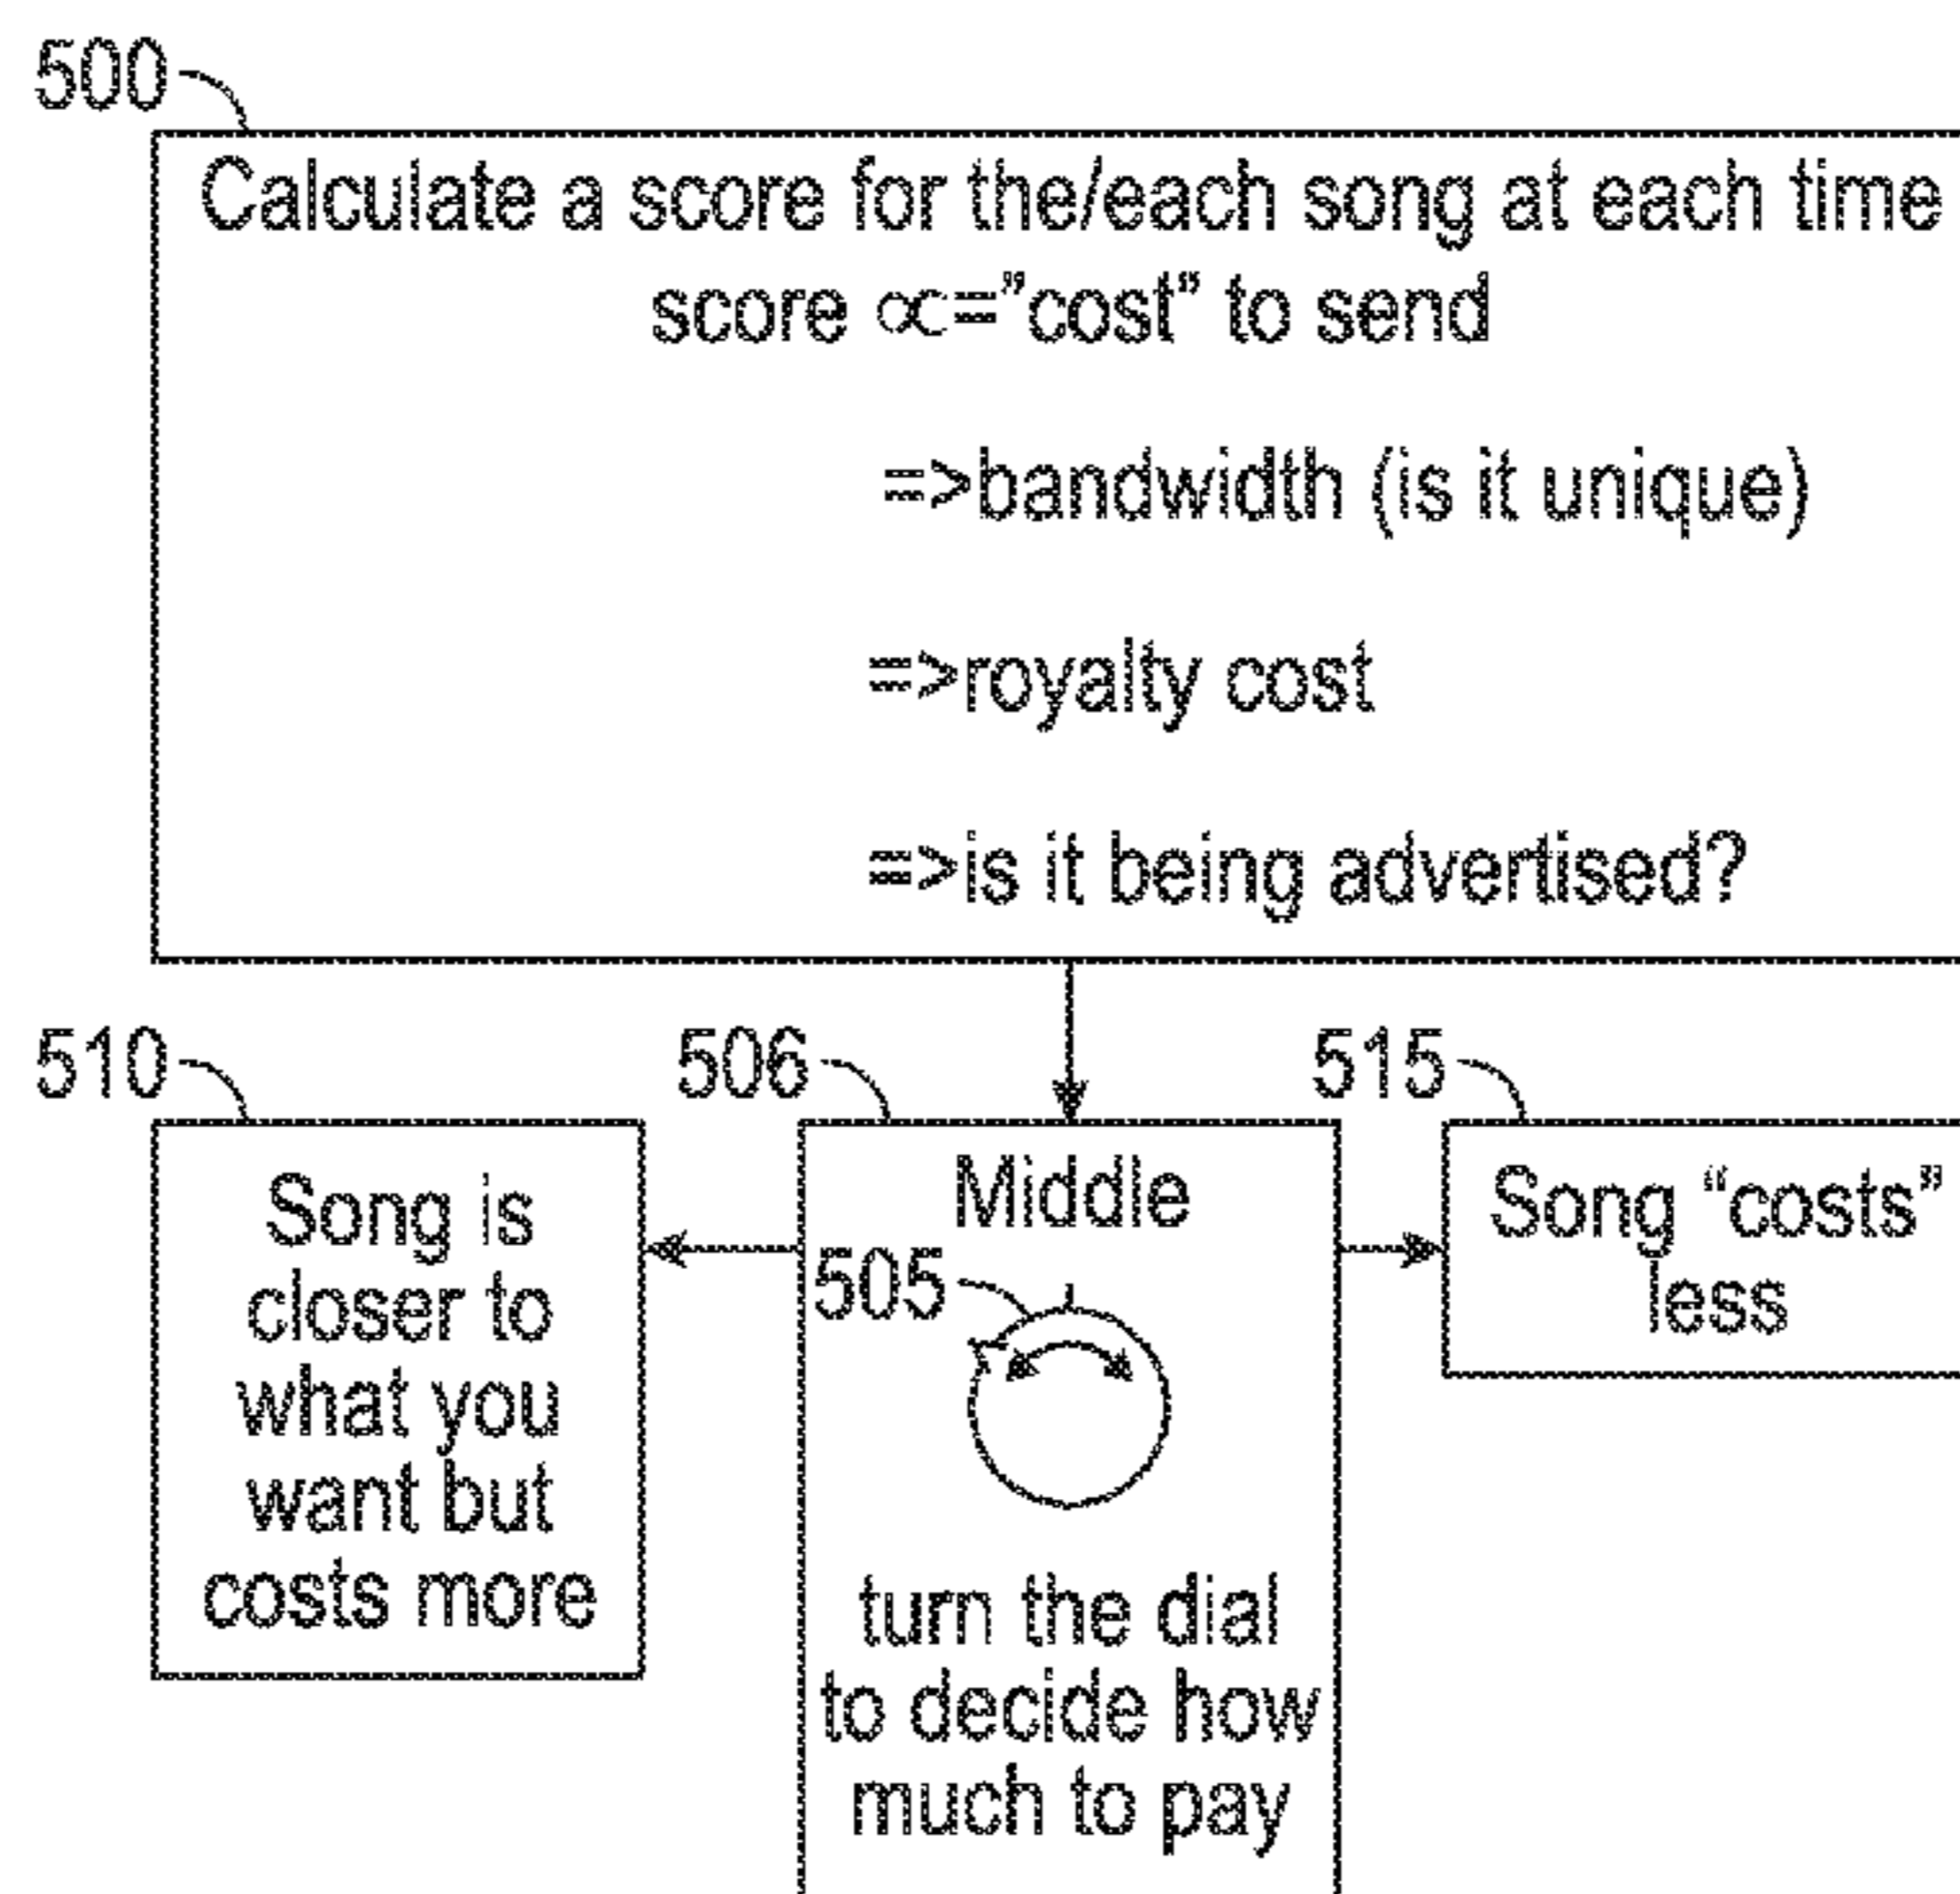 500
Calculate a score for the/each song at each time
score ∝=”cost” to send
=>bandwidth (is it unique)
=>royalty cost
=>is it being advertised?
510
506
515
Song is
closer to
what you
want but
costs more
Middle
505
turn the dial
to decide how
much to pay
Song “costs”
less